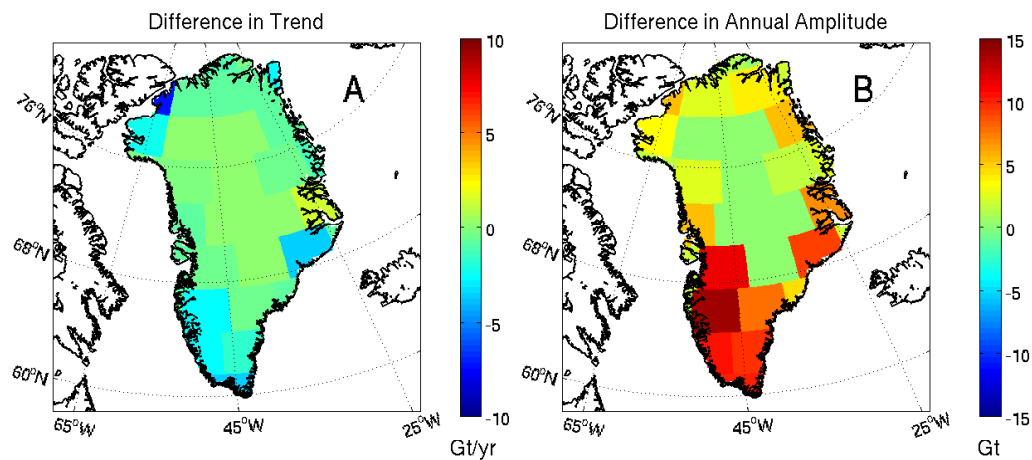 Difference in Trend
A
76°N
68°N
60°N
65°W
45°W
25°W
10
5
0
-5
-10
Gt/yr
Difference in Annual Amplitude
B
76°N
68°N
60°N
65°W
45°W
25°W
15
10
5
0
-5
-10
-15
Gt